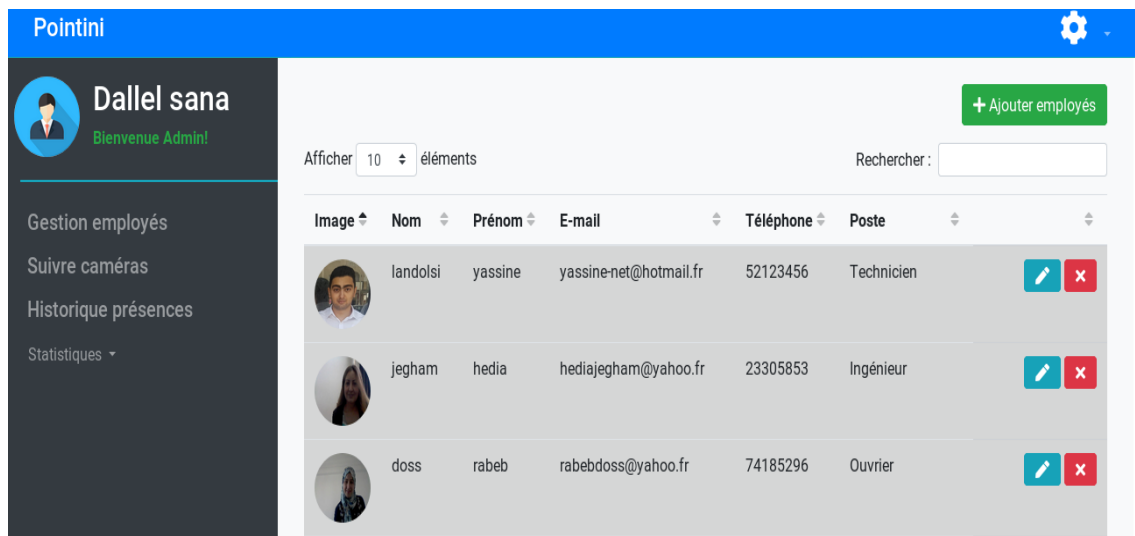 Pointini
Dallel sana
Bienvenue Admin!
Gestion employés
Suivre caméras
Historique présences
Statistiques
Ajouter employés
Afficher 10 éléments
Rechercher :
Image Nom Prénom E-mail Téléphone Poste
landolsi yassine yassine-net@hotmail.fr 52123456 Technicien
jegham hedia hediajegham@yahoo.fr 23305853 Ingénieur
doss rabeb rabebdoss@yahoo.fr 74185296 Ouvrier